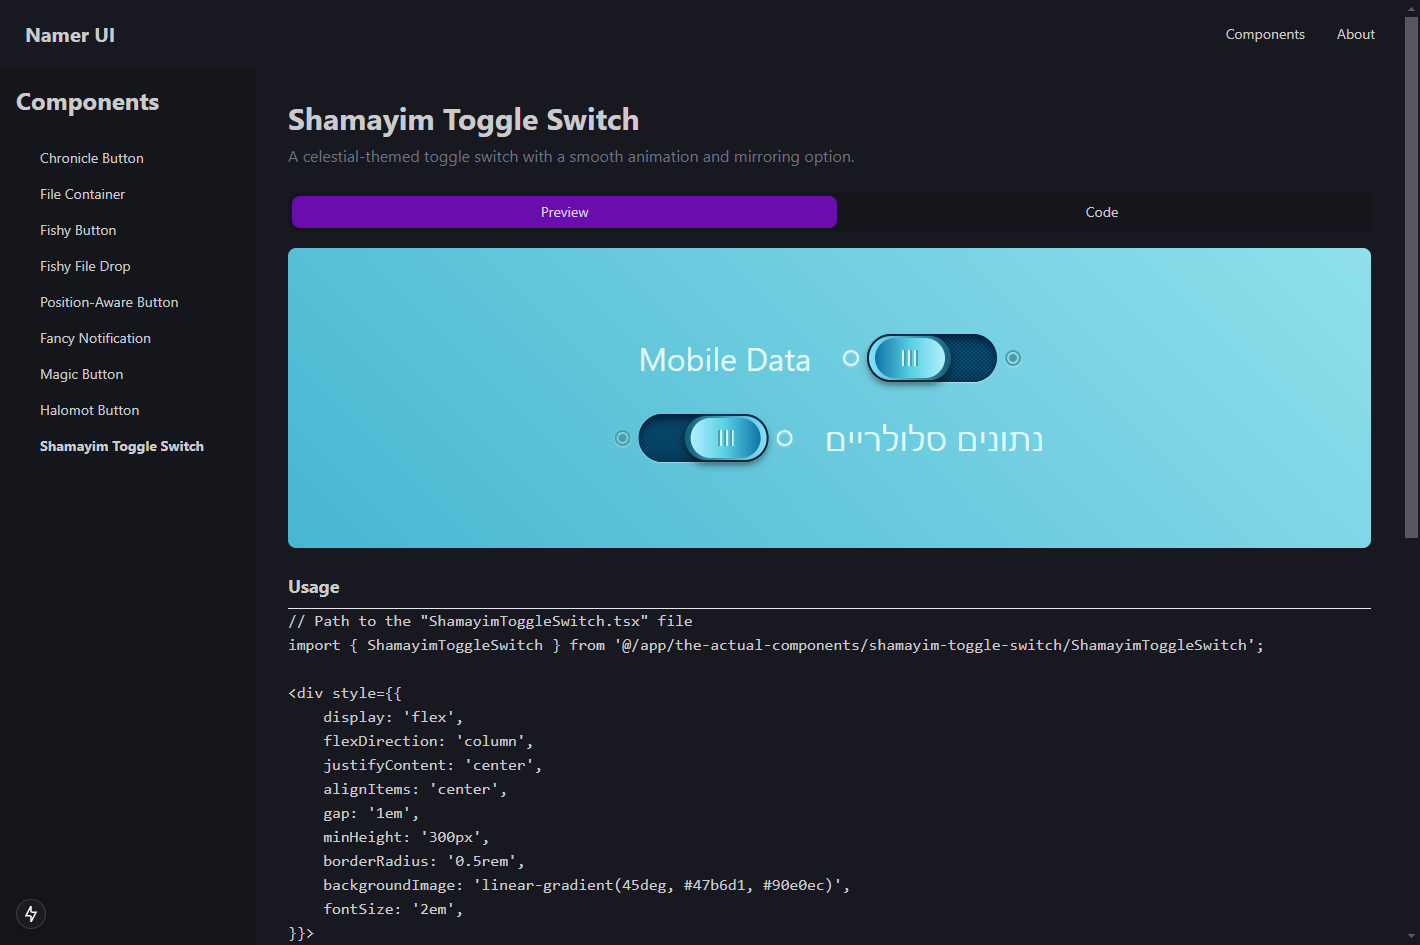 Namer UI
Components
About
Components
Chronicle Button
File Container
Fishy Button
Fishy File Drop
Position-Aware Button
Fancy Notification
Magic Button
Halomot Button
Shamayim Toggle Switch
Shamayim Toggle Switch
A celestial-themed toggle switch with a smooth animation and mirroring option.
Preview
Code
Mobile Data
נתונים סלולריים
Usage
// Path to the "ShamayimToggleSwitch.tsx" file
import { ShamayimToggleSwitch } from '@/app/the-actual-components/shamayim-toggle-switch/ShamayimToggleSwitch';
<div style={{
    display: 'flex',
    flexDirection: 'column',
    justifyContent: 'center',
    alignItems: 'center',
    gap: '1em',
    minHeight: '300px',
    borderRadius: '0.5rem',
    backgroundImage: 'linear-gradient(45deg, #47b6d1, #90e0ec)',
    fontSize: '2em',
}}>